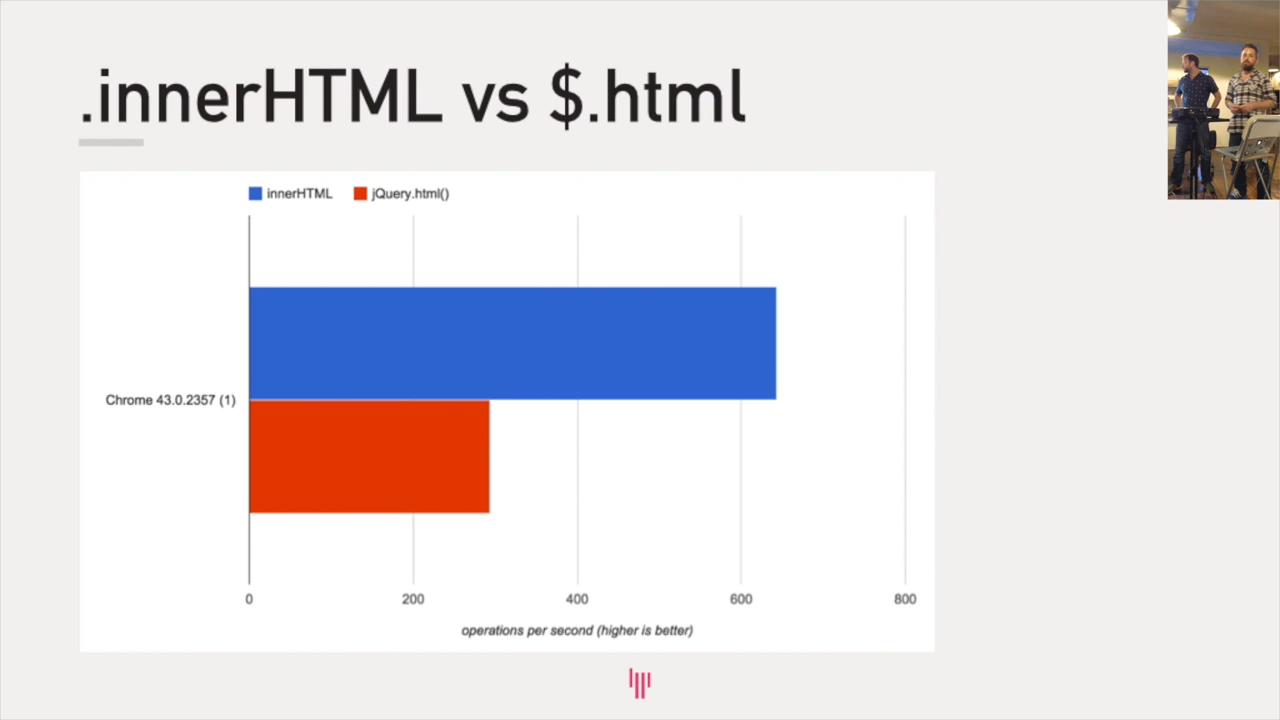 .innerHTML vs $.html
innerHTML jQuery.html()
Chrome 43.0.2357 (1)
0 200 400 600 800
operations per second (higher is better)